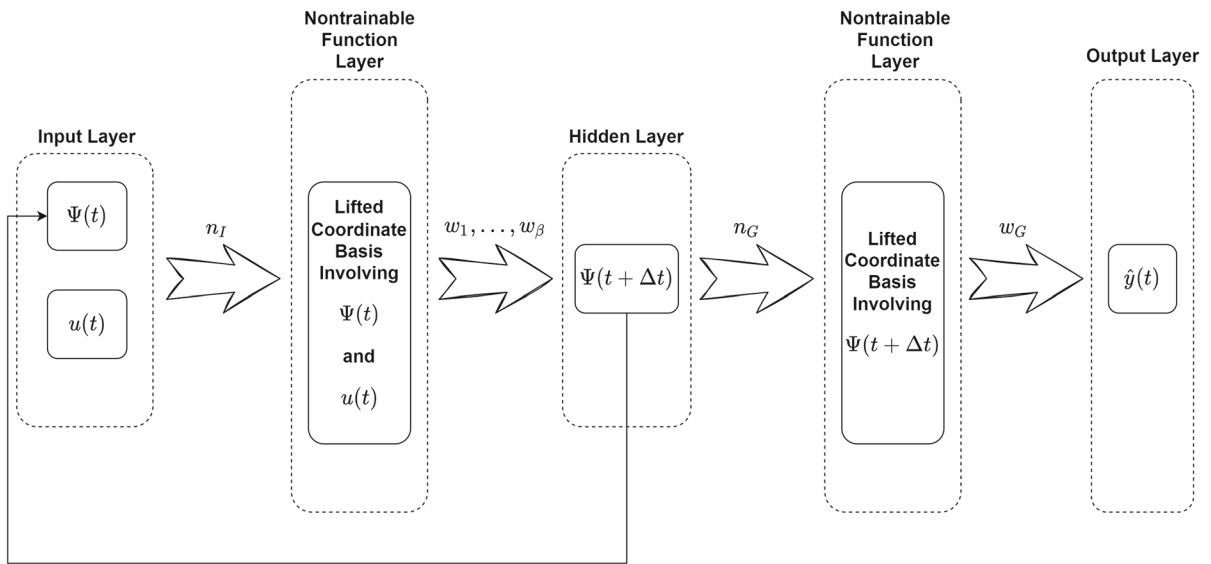 Input Layer
Ψ(t)
u(t)
n_I
Nontrainable
Function
Layer
Lifted
Coordinate
Basis
Involving
Ψ(t)
and
u(t)
w_1, . . . , w_β
Hidden Layer
Ψ(t + Δt)
n_G
Nontrainable
Function
Layer
Lifted
Coordinate
Basis
Involving
Ψ(t + Δt)
w_G
Output Layer
ŷ(t)